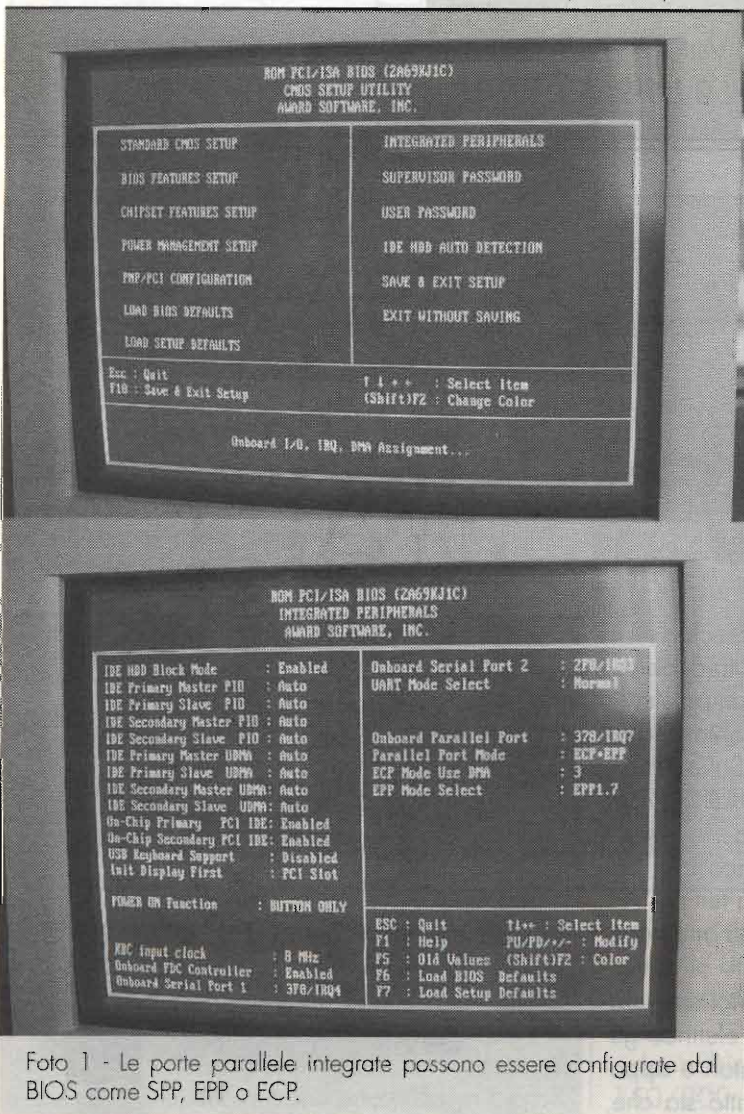 ROM PCI/ISA BIOS (2A69KJ1C)
CMOS SETUP UTILITY
AWARD SOFTWARE, INC.
STANDARD CMOS SETUP
BIOS FEATURES SETUP
CHIPSET FEATURES SETUP
POWER MANAGEMENT SETUP
PNP/PCI CONFIGURATION
LOAD BIOS DEFAULTS
LOAD SETUP DEFAULTS
INTEGRATED PERIPHERALS
SUPERVISOR PASSWORD
USER PASSWORD
IDE HDD AUTO DETECTION
SAVE & EXIT SETUP
EXIT WITHOUT SAVING
Esc : Quit
F10 : Save & Exit Setup
↑ ↓ → ← : Select Item
(Shift)F2 : Change Color
Onboard I/O, IRQ, DMA Assignment...
ROM PCI/ISA BIOS (2A69KJ1C)
INTEGRATED PERIPHERALS
AWARD SOFTWARE, INC.
IDE HDD Block Mode : Enabled
IDE Primary Master PIO : Auto
IDE Primary Slave PIO : Auto
IDE Secondary Master PIO : Auto
IDE Secondary Slave PIO : Auto
IDE Primary Master UDMA : Auto
IDE Primary Slave UDMA : Auto
IDE Secondary Master UDMA: Auto
IDE Secondary Slave UDMA: Auto
On-Chip Primary PCI IDE: Enabled
On-Chip Secondary PCI IDE: Enabled
USB Keyboard Support : Disabled
Init Display First : PCI Slot
POWER ON Function : BUTTON ONLY
KBC input clock : 8 MHz
Onboard FDC Controller : Enabled
Onboard Serial Port 1 : 3F8/IRQ4
Onboard Serial Port 2 : 2F8/IRQ3
UART Mode Select : Normal
Onboard Parallel Port : 378/IRQ7
Parallel Port Mode : ECP+EPP
ECP Mode Use DMA : 3
EPP Mode Select : EPP1.7
ESC : Quit ↑↓→← : Select Item
F1 : Help PU/PD/+/- : Modify
F5 : Old Values (Shift)F2 : Color
F6 : Load BIOS Defaults
F7 : Load Setup Defaults
Foto 1 - Le porte parallele integrate possono essere configurate dal
BIOS come SPP, EPP o ECP.